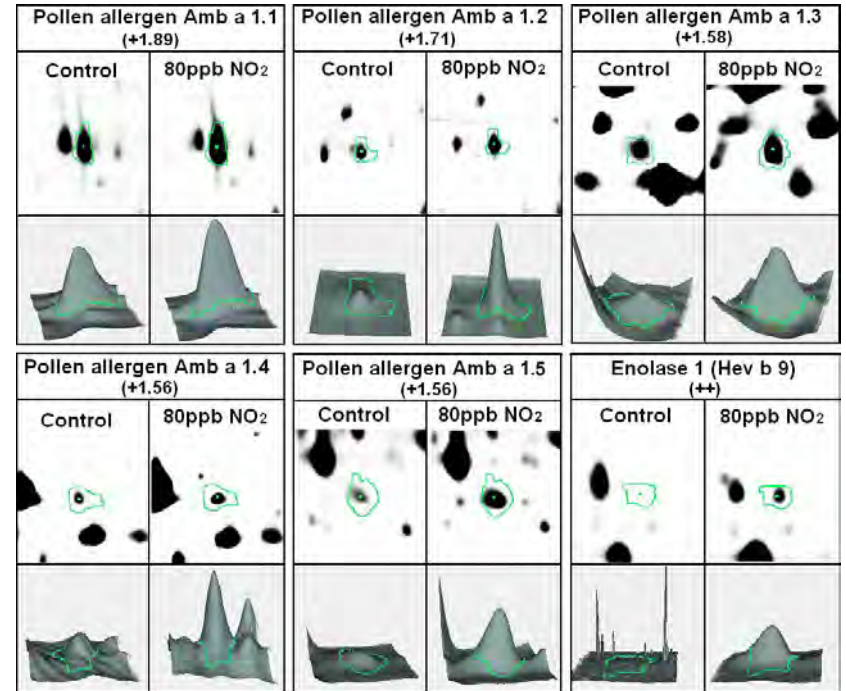 Pollen allergen Amb a 1.1
(+1.89)
Control
80ppb NO₂
Pollen allergen Amb a 1.2
(+1.71)
Control
80ppb NO₂
Pollen allergen Amb a 1.3
(+1.58)
Control
80ppb NO₂
Pollen allergen Amb a 1.4
(+1.56)
Control
80ppb NO₂
Pollen allergen Amb a 1.5
(+1.56)
Control
80ppb NO₂
Enolase 1 (Hev b 9)
(++)
Control
80ppb NO₂